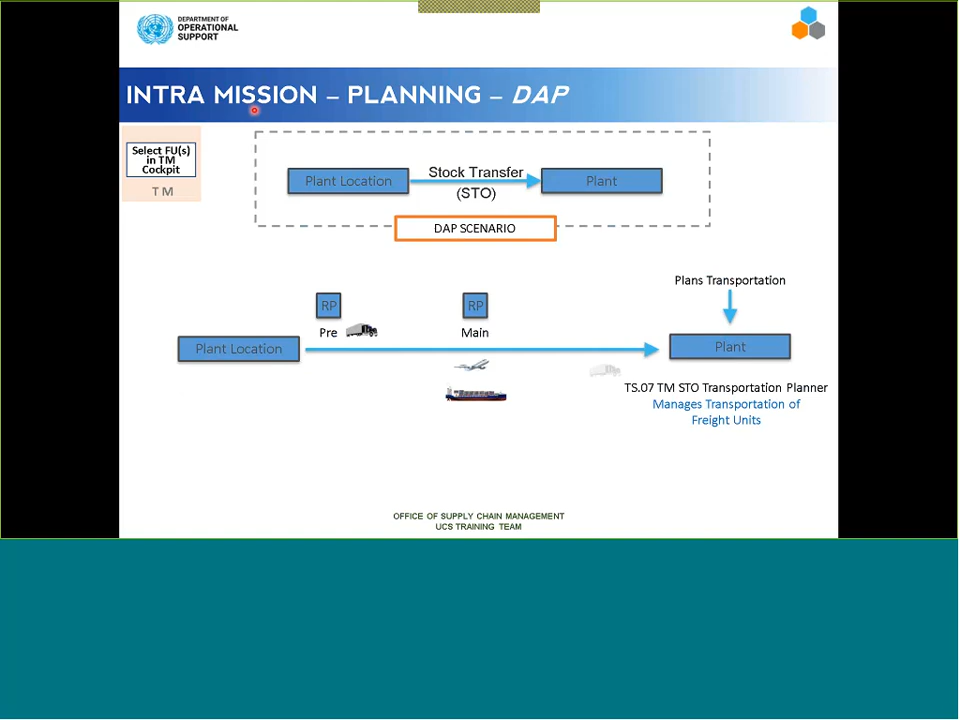 DEPARTMENT OF
OPERATIONAL
SUPPORT
INTRA MISSION – PLANNING – DAP
Select FU(s)
in TM
Cockpit
T M
Plant Location
Stock Transfer
(STO)
Plant
DAP SCENARIO
Plans Transportation
RP
RP
Pre
Main
Plant Location
Plant
TS.07 TM STO Transportation Planner
Manages Transportation of
Freight Units
OFFICE OF SUPPLY CHAIN MANAGEMENT
UCS TRAINING TEAM